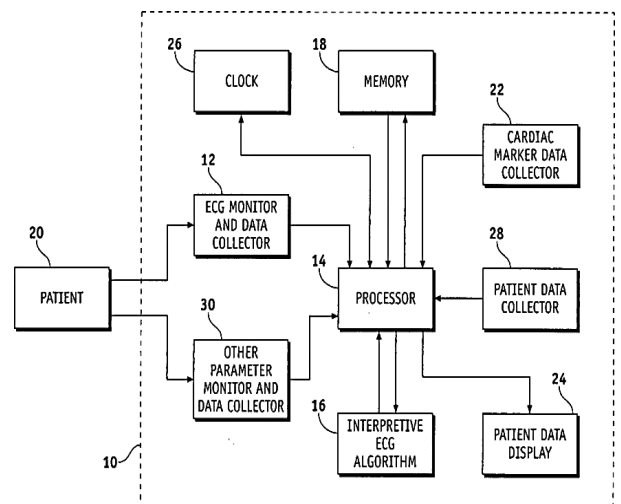 26
CLOCK
18
MEMORY
22
CARDIAC
MARKER DATA
COLLECTOR
12
ECG MONITOR
AND DATA
COLLECTOR
20
PATIENT
14
PROCESSOR
28
PATIENT DATA
COLLECTOR
30
OTHER
PARAMETER
MONITOR AND
DATA COLLECTOR
16
INTERPRETIVE
ECG
ALGORITHM
24
PATIENT DATA
DISPLAY
10